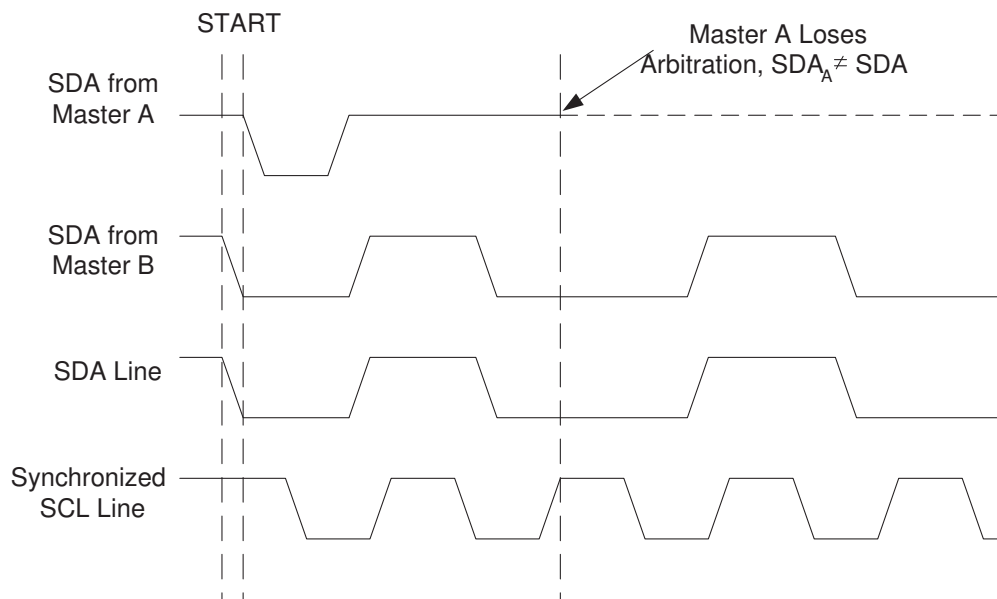 START
Master A Loses
Arbitration, SDA_A ≠ SDA
SDA from
Master A
SDA from
Master B
SDA Line
Synchronized
SCL Line